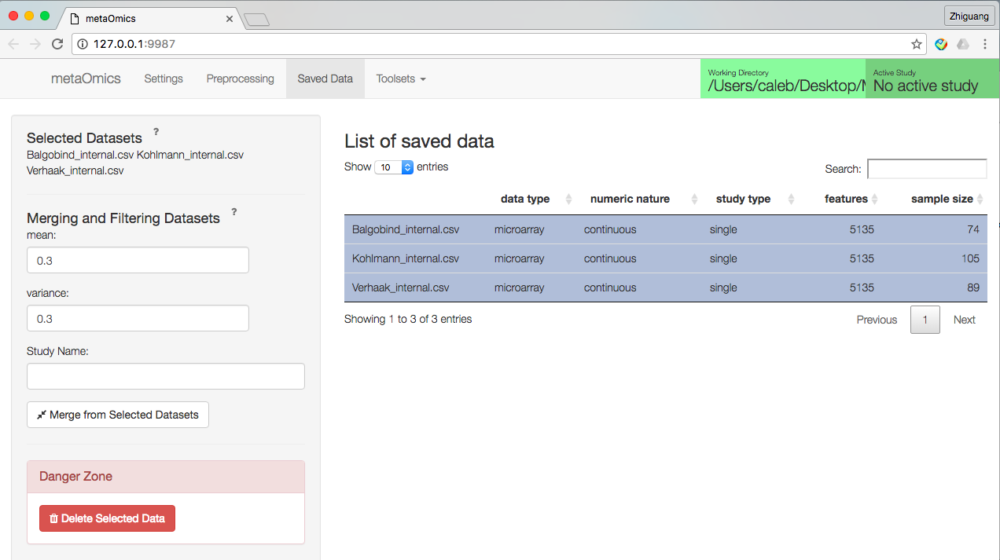 metaOmics
Zhiguang
127.0.0.1:9987
metaOmics Settings Preprocessing Saved Data Toolsets
Working Directory
/Users/caleb/Desktop/
Active Study
No active study
Selected Datasets ?
Balgobind_internal.csv Kohlmann_internal.csv
Verhaak_internal.csv
Merging and Filtering Datasets ?
mean:
0.3
variance:
0.3
Study Name:
Merge from Selected Datasets
Danger Zone
Delete Selected Data
List of saved data
Show 10 entries
Search:
data type numeric nature study type features sample size
Balgobind_internal.csv microarray continuous single 5135 74
Kohlmann_internal.csv microarray continuous single 5135 105
Verhaak_internal.csv microarray continuous single 5135 89
Showing 1 to 3 of 3 entries
Previous 1 Next